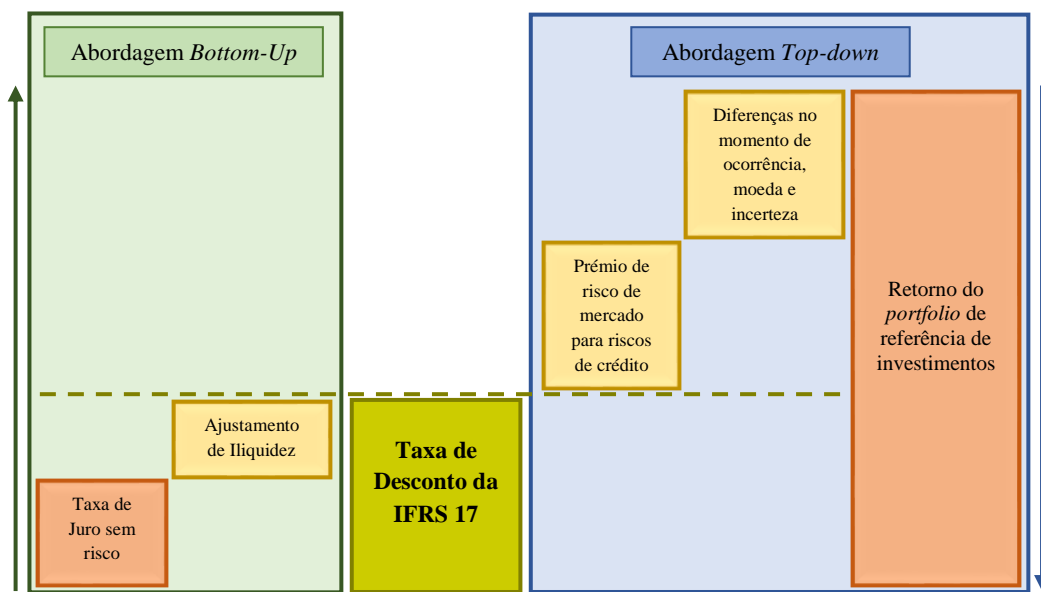 Abordagem Bottom-Up
Abordagem Top-down
Diferenças no
momento de
ocorrência,
moeda e
incerteza
Prémio de
risco de
mercado
para riscos
de crédito
Retorno do
portfolio de
referência de
investimentos
Ajustamento
de Iliquidez
Taxa de
Desconto da
IFRS 17
Taxa de
Juro sem
risco